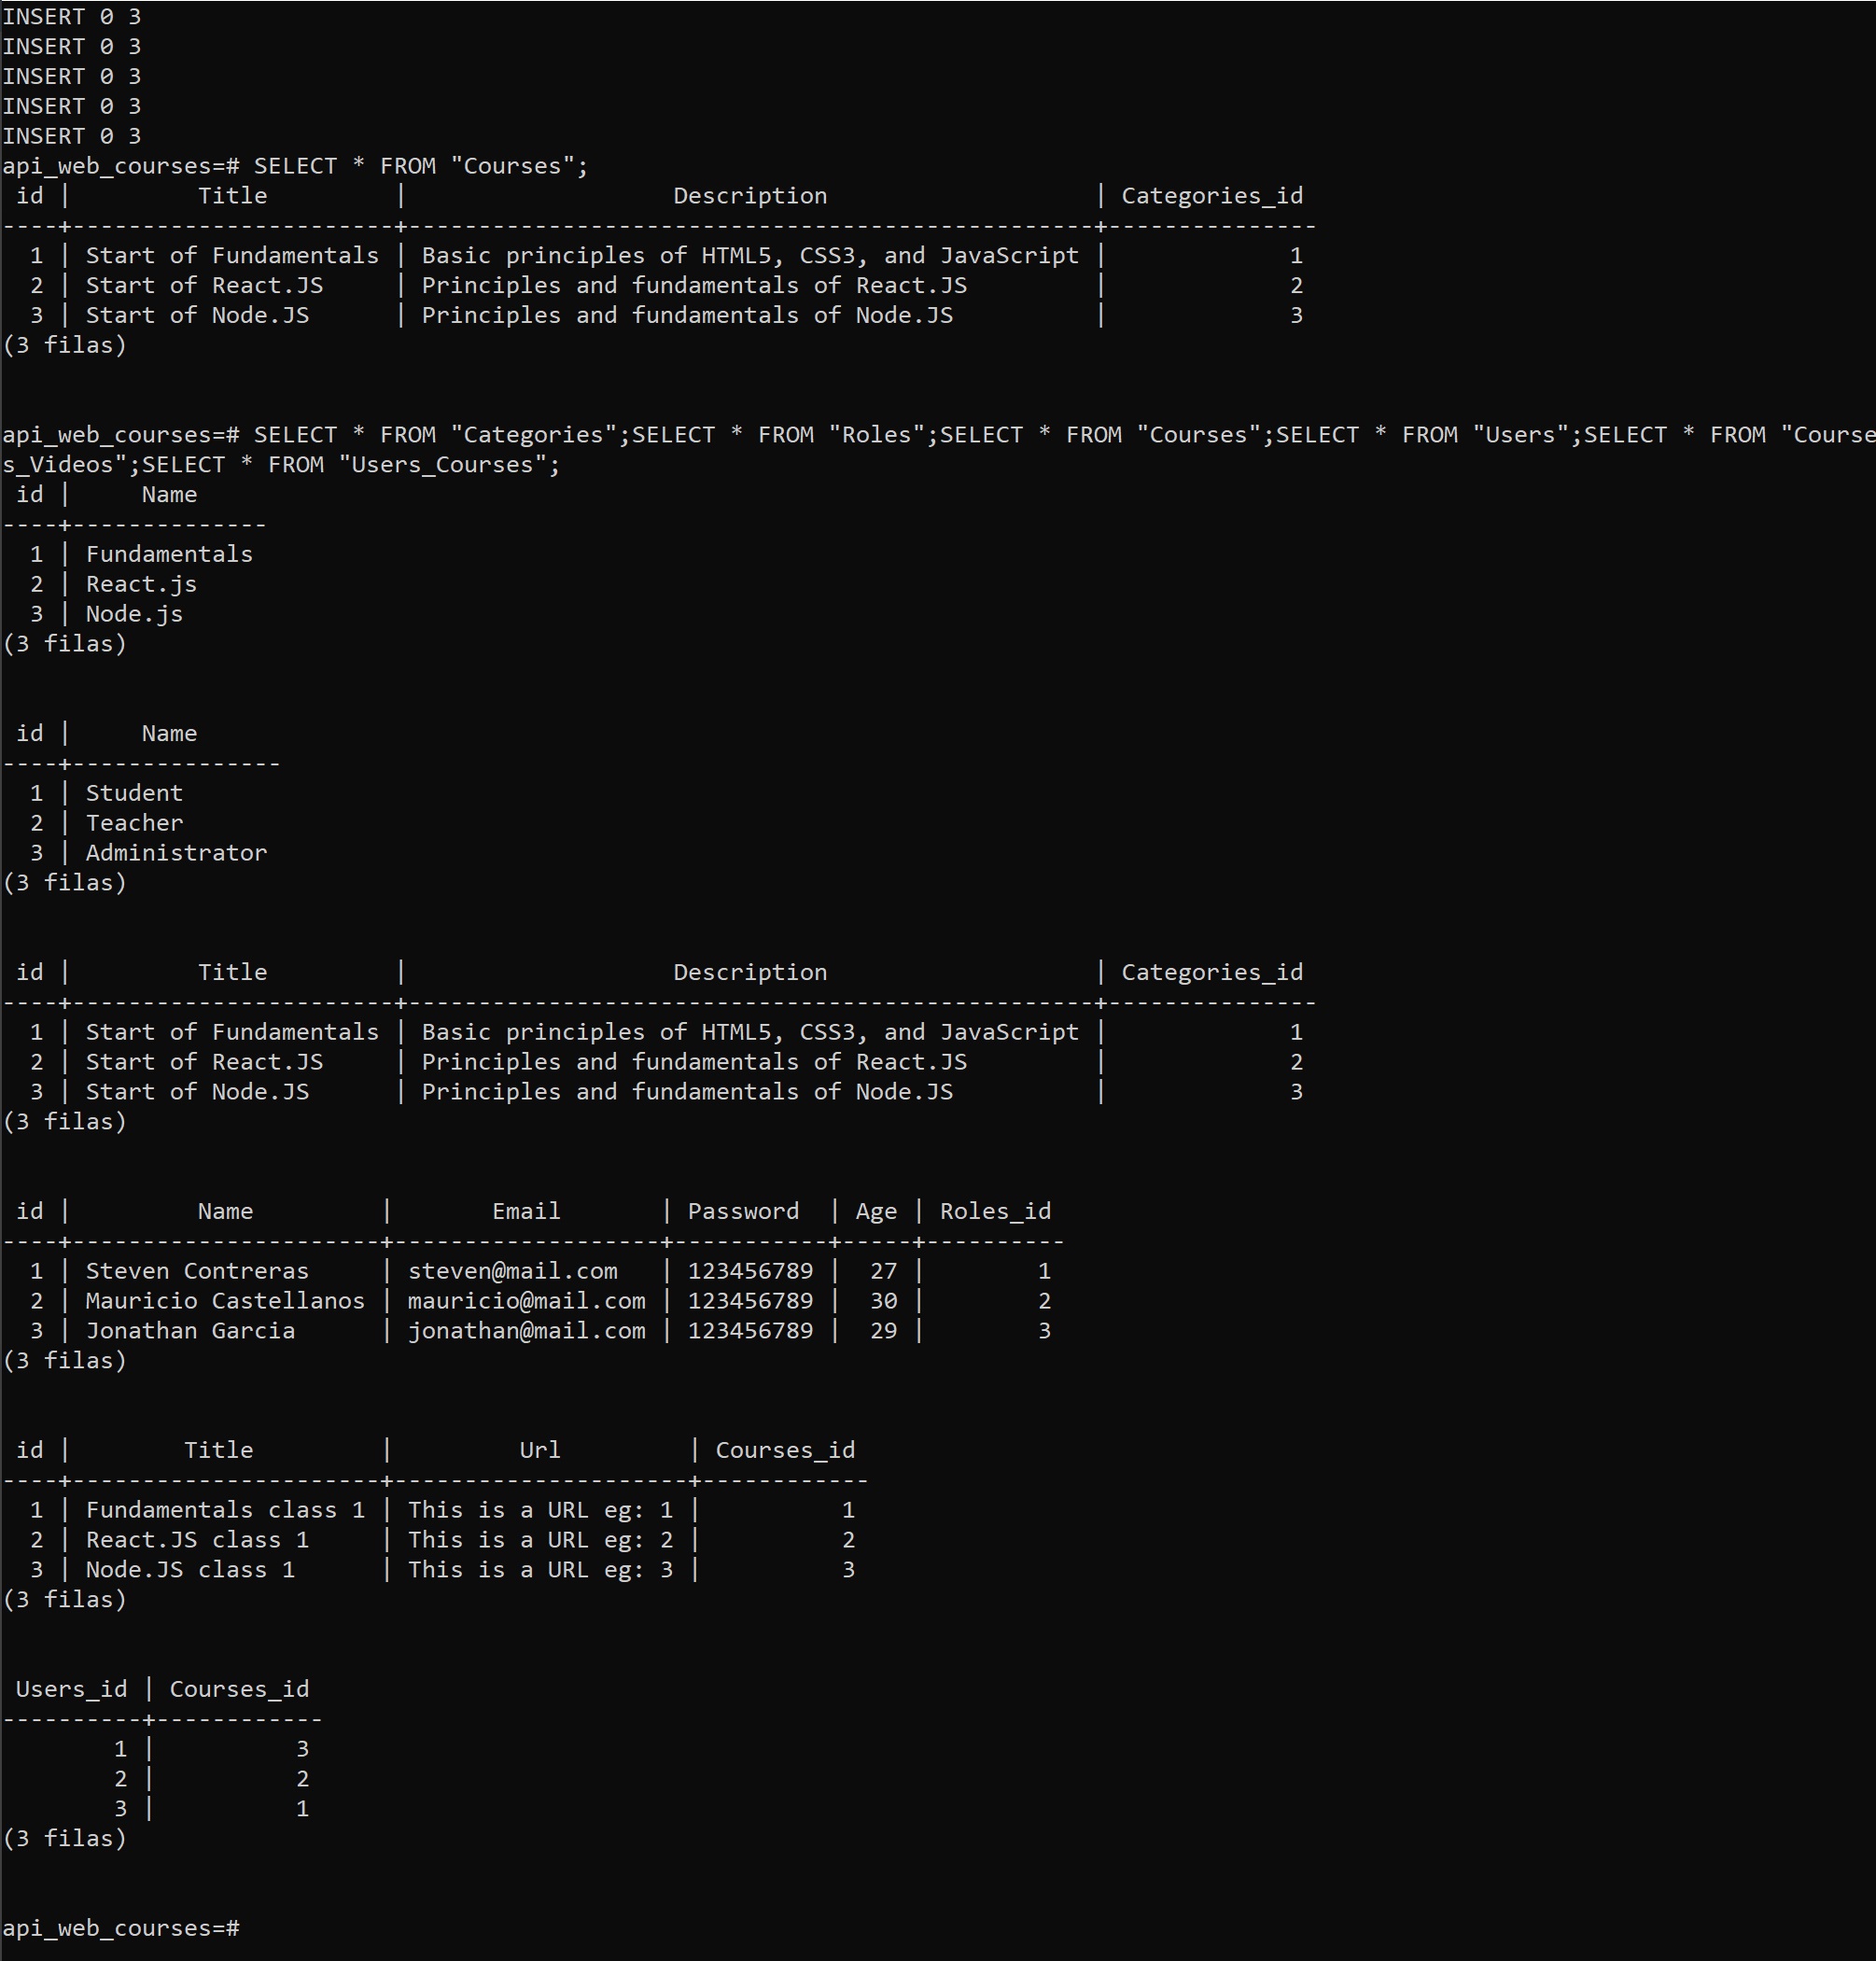 INSERT 0 3
INSERT 0 3
INSERT 0 3
INSERT 0 3
INSERT 0 3
api_web_courses=# SELECT * FROM "Courses";
 id |         Title         |                   Description                   | Categories_id
----+-----------------------+-------------------------------------------------+---------------
  1 | Start of Fundamentals | Basic principles of HTML5, CSS3, and JavaScript |             1
  2 | Start of React.JS     | Principles and fundamentals of React.JS         |             2
  3 | Start of Node.JS      | Principles and fundamentals of Node.JS          |             3
(3 filas)

api_web_courses=# SELECT * FROM "Categories";SELECT * FROM "Roles";SELECT * FROM "Courses";SELECT * FROM "Users";SELECT * FROM "Course
s_Videos";SELECT * FROM "Users_Courses";
 id |     Name
----+--------------
  1 | Fundamentals
  2 | React.js
  3 | Node.js
(3 filas)

 id |     Name
----+---------------
  1 | Student
  2 | Teacher
  3 | Administrator
(3 filas)

 id |         Title         |                   Description                   | Categories_id
----+-----------------------+-------------------------------------------------+---------------
  1 | Start of Fundamentals | Basic principles of HTML5, CSS3, and JavaScript |             1
  2 | Start of React.JS     | Principles and fundamentals of React.JS         |             2
  3 | Start of Node.JS      | Principles and fundamentals of Node.JS          |             3
(3 filas)

 id |         Name         |       Email       | Password  | Age | Roles_id
----+----------------------+-------------------+-----------+-----+----------
  1 | Steven Contreras     | steven@mail.com   | 123456789 |  27 |        1
  2 | Mauricio Castellanos | mauricio@mail.com | 123456789 |  30 |        2
  3 | Jonathan Garcia      | jonathan@mail.com | 123456789 |  29 |        3
(3 filas)

 id |        Title         |         Url         | Courses_id
----+----------------------+---------------------+------------
  1 | Fundamentals class 1 | This is a URL eg: 1 |          1
  2 | React.JS class 1     | This is a URL eg: 2 |          2
  3 | Node.JS class 1      | This is a URL eg: 3 |          3
(3 filas)

 Users_id | Courses_id
----------+------------
        1 |          3
        2 |          2
        3 |          1
(3 filas)

api_web_courses=#